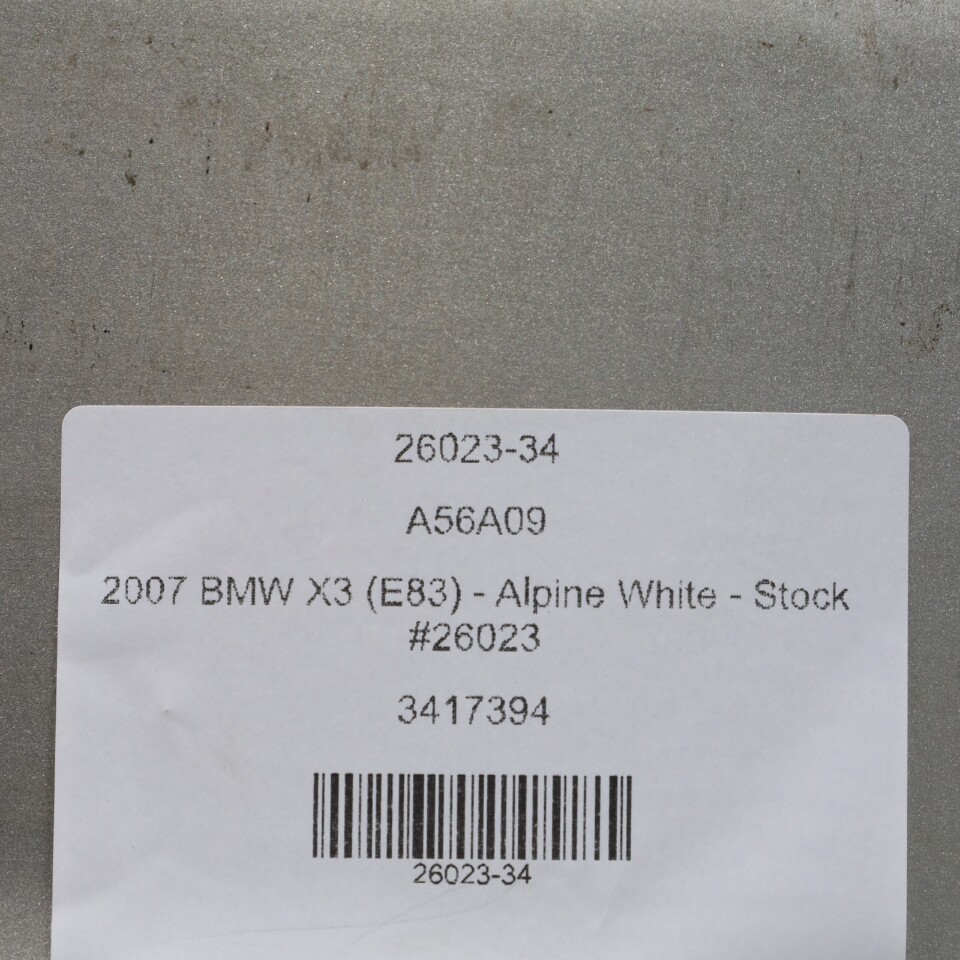 26023-34
A56A09
2007 BMW X3 (E83) - Alpine White - Stock
#26023
3417394
26023-34